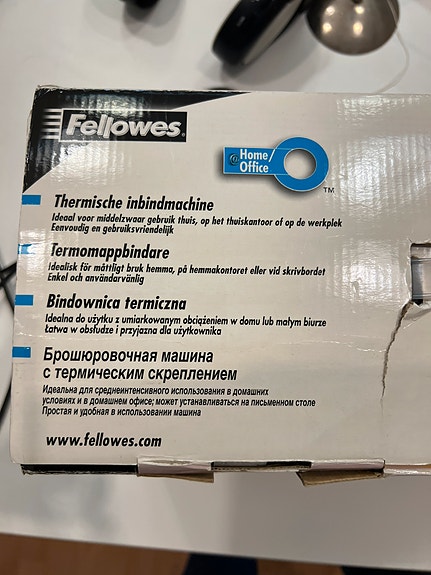 Fellowes
@ Home/
Office
TM
Thermische inbindmachine
Ideaal voor middelzwaar gebruik thuis, op het thuiskantoor of op de werkplek
Eenvoudig en gebruiksvriendelijk
Termomappbindare
Idealisk för måttligt bruk hemma, på hemmakontoret eller vid skrivbordet
Enkel och användarvänlig
Bindownica termiczna
Idealna do użytku z umiarkowanym obciążeniem w domu lub małym biurze
Łatwa w obsłudze i przyjazna dla użytkownika
Брошюровочная машина
с термическим скреплением
Идеальна для среднеинтенсивного использования в домашних
условиях и в домашнем офисе; может устанавливаться на письменном столе
Простая и удобная в использовании машина
www.fellowes.com